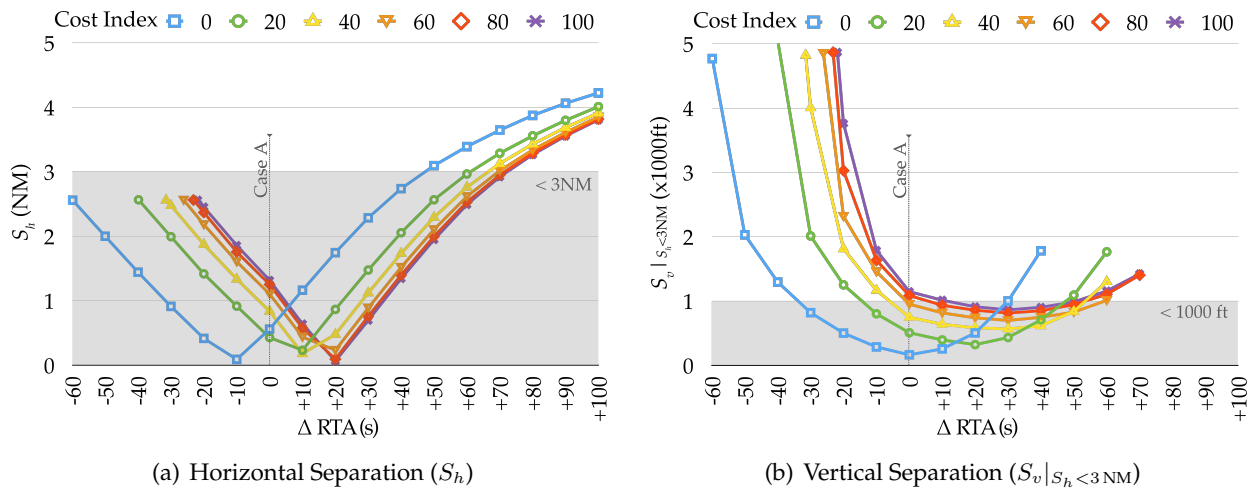 Cost Index 0 20 40 60 80 100
5
4
3
2
1
0
S_h (NM)
Case A
< 3NM
-60 -50 -40 -30 -20 -10 0 +10 +20 +30 +40 +50 +60 +70 +80 +90 +100
Δ RTA (s)
(a) Horizontal Separation (S_h)
Cost Index 0 20 40 60 80 100
5
4
3
2
1
0
S_v|S_h<3NM (x1000ft)
Case A
< 1000 ft
-60 -50 -40 -30 -20 -10 0 +10 +20 +30 +40 +50 +60 +70 +80 +90 +100
Δ RTA (s)
(b) Vertical Separation (S_v|S_h<3 NM)